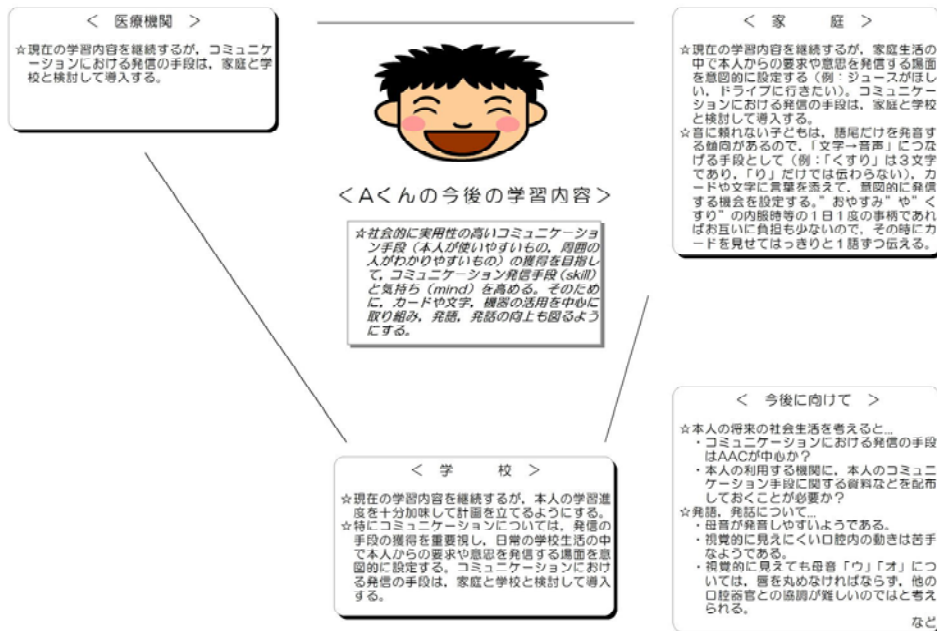 ＜ 医療機関 ＞
☆現在の学習内容を継続するが，コミュニケ
ーションにおける発信の手段は，家庭と学
校と検討して導入する。
＜ 家 庭 ＞
☆現在の学習内容を継続するが，家庭生活の
中で本人からの要求や意思を発信する場面
を意図的に設定する（例：ジュースがほし
い，ドライブに行きたい）。コミュニケー
ションにおける発信の手段は，家庭と学校
と検討して導入する。
☆音に頼れない子どもは，語尾だけを発音す
る傾向があるので，「文字→音声」につな
げる手段として（例：「くすり」は３文字
であり，「り」だけでは伝わらない），カ
ードや文字に言葉を添えて，意図的に発信
する機会を設定する。”おやすみ”や”く
すり”の内服時等の１日１度の事柄であれ
ばお互いに負担も少ないので，その時にカ
ードを見せてはっきりと１語ずつ伝える。
＜Ａくんの今後の学習内容＞
☆社会的に実用性の高いコミュニケーショ
ン手段（本人が使いやすいもの，周囲の
人がわかりやすいもの）の獲得を目指し
て，コミュニケーション発信手段（skill）
と気持ち（mind）を高める。そのため
に，カードや文字，機器の活用を中心に
取り組み，発語，発話の向上も図るよう
にする。
＜ 学 校 ＞
☆現在の学習内容を継続するが，本人の学習進
度を十分加味して計画を立てるようにする。
☆特にコミュニケーションについては，発信の
手段の獲得を重要視し，日常の学校生活の中
で本人からの要求や意思を発信する場面を意
図的に設定する。コミュニケーションにおけ
る発信の手段は，家庭と学校と検討して導入
する。
＜ 今後に向けて ＞
☆本人の将来の社会生活を考えると…
・コミュニケーションにおける発信の手段
はAACが中心か？
・本人の利用する機関に，本人のコミュニ
ケーション手段に関する資料などを配布
しておくことが必要か？
☆発語，発話について…
・母音が発音しやすいようである。
・視覚的に見えにくい口腔内の動きは苦手
なようである。
・視覚的に見えても母音「ウ」「オ」につ
いては，唇を丸めなければならず，他の
口腔器官との協調が難しいのではと考え
られる。
など